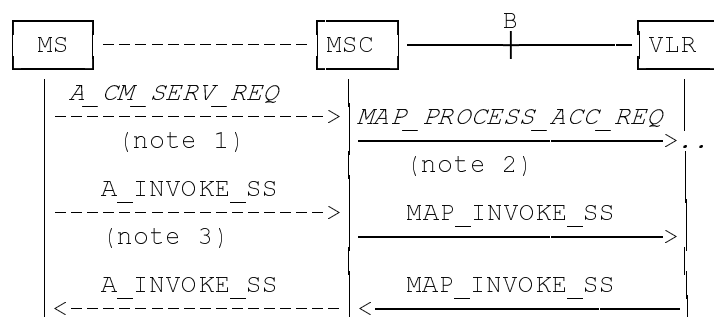 B
MS MSC VLR
A_CM_SERV_REQ
MAP_PROCESS_ACC_REQ
(note 1)
..
(note 2)
A_INVOKE_SS
MAP_INVOKE_SS
(note 3)
A_INVOKE_SS MAP_INVOKE_SS